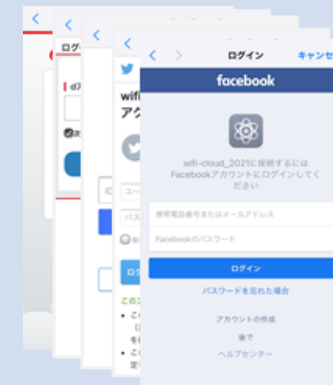 ログイン
キャンセ
facebook
wifi-cloud_2021に接続するには
Facebookアカウントにログインしてく
ださい
携帯電話番号またはメールアドレス
Facebookのパスワード
ログイン
パスワードを忘れた場合
アカウントの作成
後で
ヘルプセンター
wifi
アク
ユー
パス
ログ
この